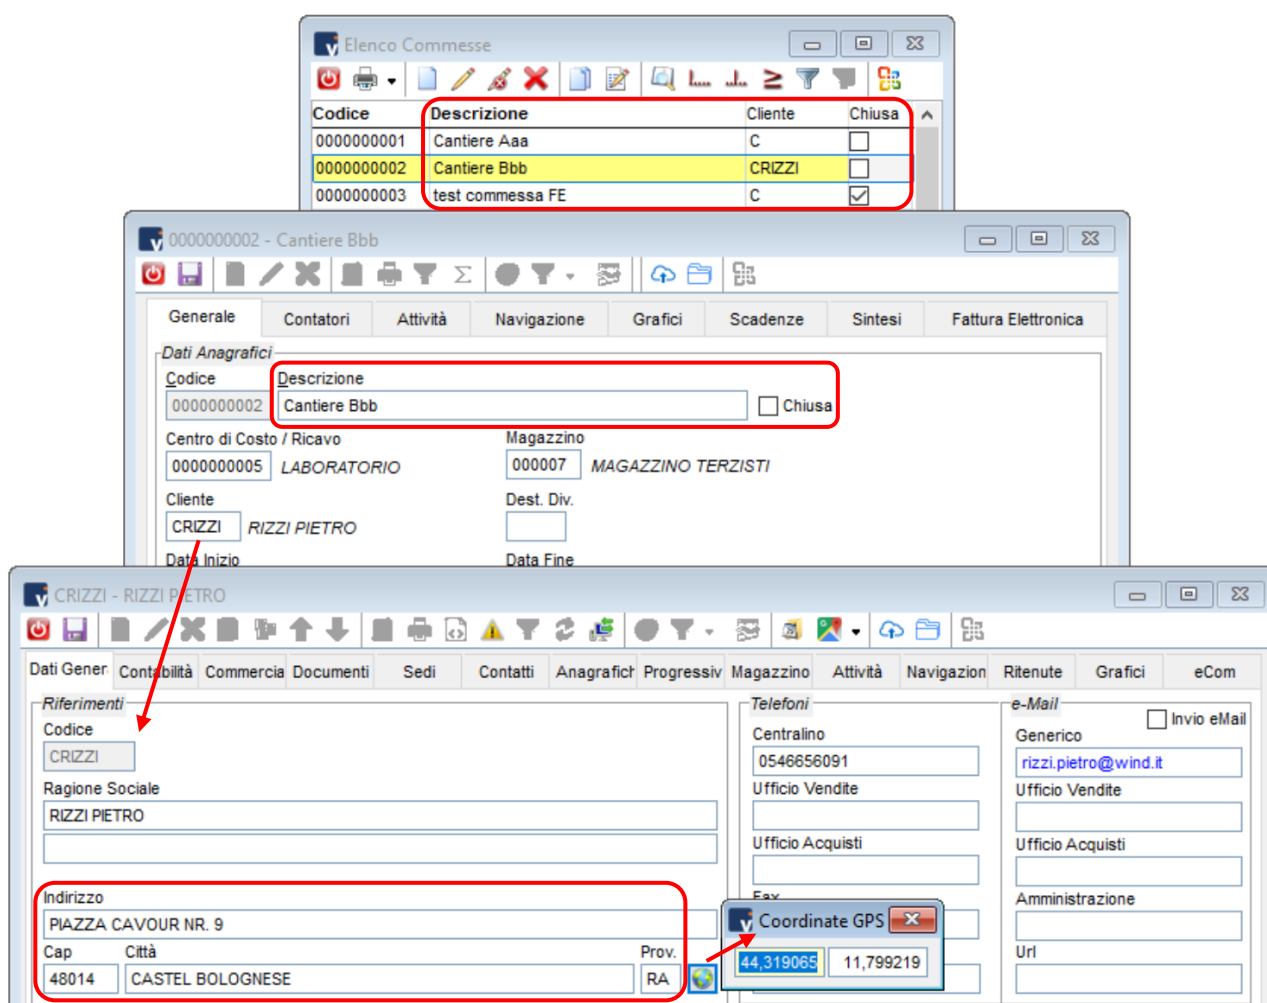 Elenco Commesse
Codice Descrizione Cliente Chiusa
0000000001 Cantiere Aaa C
0000000002 Cantiere Bbb CRIZZI
0000000003 test commessa FE C
0000000002 - Cantiere Bbb
Generale Contatori Attività Navigazione Grafici Scadenze Sintesi Fattura Elettronica
Dati Anagrafici
Codice Descrizione
0000000002 Cantiere Bbb Chiusa
Centro di Costo / Ricavo Magazzino
0000000005 LABORATORIO 000007 MAGAZZINO TERZISTI
Cliente Dest. Div.
CRIZZI RIZZI PIETRO
Data Inizio Data Fine
CRIZZI - RIZZI PIETRO
Dati Gener Contabilità Commercia Documenti Sedi Contatti Anagrafich Progressiv Magazzino Attività Navigazion Ritenute Grafici eCom
Riferimenti Telefoni e-Mail
Codice Centralino Generico Invio eMail
CRIZZI 0546656091 rizzi.pietro@wind.it
Ragione Sociale Ufficio Vendite Ufficio Vendite
RIZZI PIETRO
Ufficio Acquisti Ufficio Acquisti
Indirizzo Fax Amministrazione
PIAZZA CAVOUR NR. 9 Coordinate GPS
Cap Città Prov. Url
48014 CASTEL BOLOGNESE RA 44,319065 11,799219